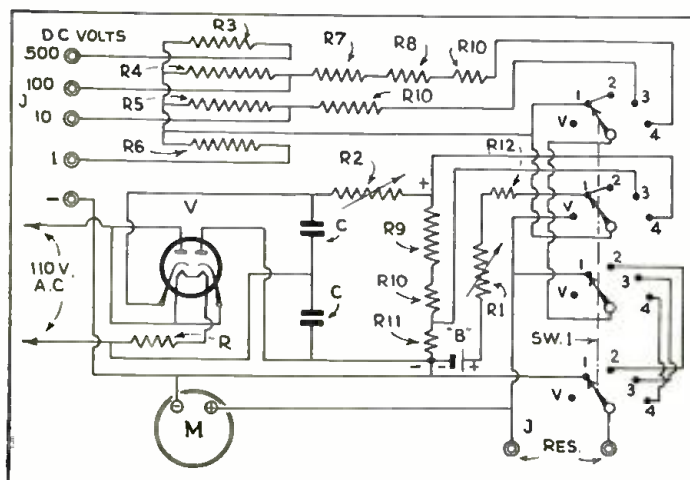 DC VOLTS
500
100
J
10
1
-
R3
R4
R5
R6
R7
R8
R10
R10
R2
R12
+
V
C
C
R9
R10
R11
R1
"B"
- - +
110 V.
A.C
R
- +
M
1 2 3 4 V
1 2 3 4 V
1 2 3 4 V
1 2 3 4 V
SW.1
J
RES.